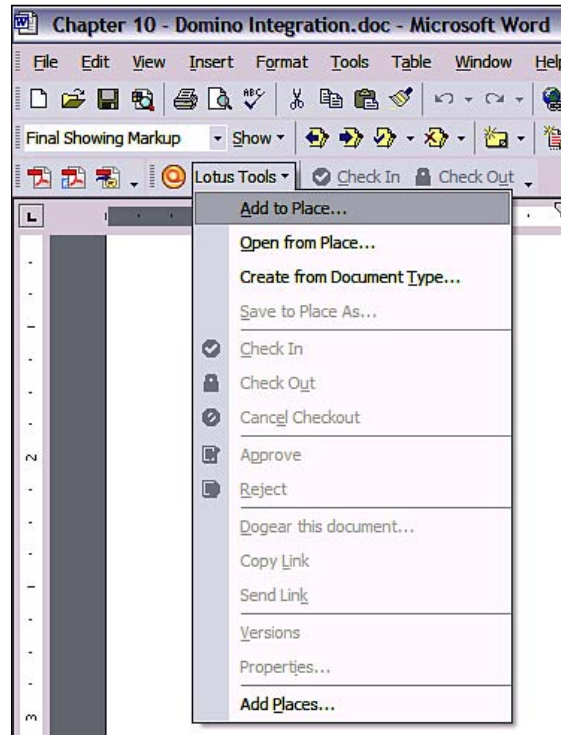 Chapter 10 - Domino Integration.doc - Microsoft Word
File Edit View Insert Format Tools Table Window Help
Final Showing Markup Show
Lotus Tools Check In Check Out
Add to Place...
Open from Place...
Create from Document Type...
Save to Place As...
Check In
Check Out
Cancel Checkout
Approve
Reject
Dogear this document...
Copy Link
Send Link
Versions
Properties...
Add Places...
2
3